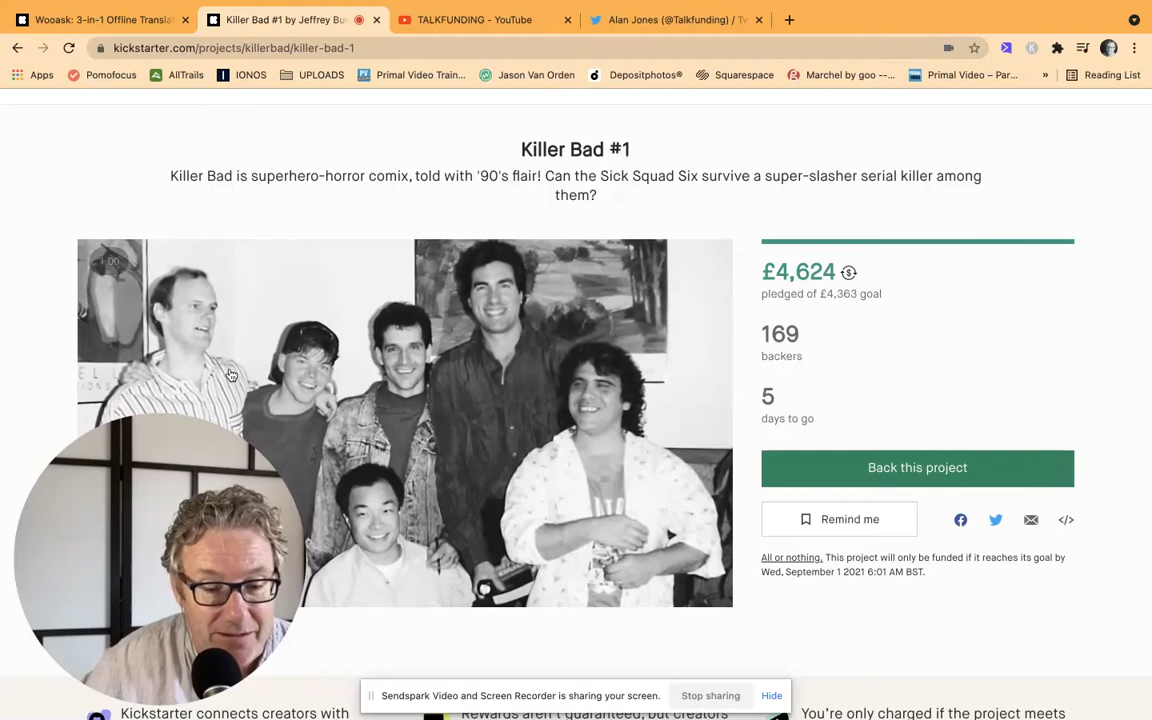 Wooask: 3-in-1 Offline Transla
Killer Bad #1 by Jeffrey Bu
TALKFUNDING - YouTube
Alan Jones (@Talkfunding) / Tw
kickstarter.com/projects/killerbad/killer-bad-1
Apps
Pomofocus
AllTrails
IONOS
UPLOADS
Primal Video Train...
Jason Van Orden
Depositphotos®
Squarespace
Marchel by goo --...
Primal Video – Par...
»
Reading List
Killer Bad #1
Killer Bad is superhero-horror comix, told with '90's flair! Can the Sick Squad Six survive a super-slasher serial killer among
them?
1.00
£4,624
pledged of £4,363 goal
169
backers
5
days to go
Back this project
Remind me
All or nothing. This project will only be funded if it reaches its goal by
Wed, September 1 2021 6:01 AM BST.
Sendspark Video and Screen Recorder is sharing your screen.
Stop sharing
Hide
Kickstarter connects creators with
Rewards aren't guaranteed, but creators
You're only charged if the project meets